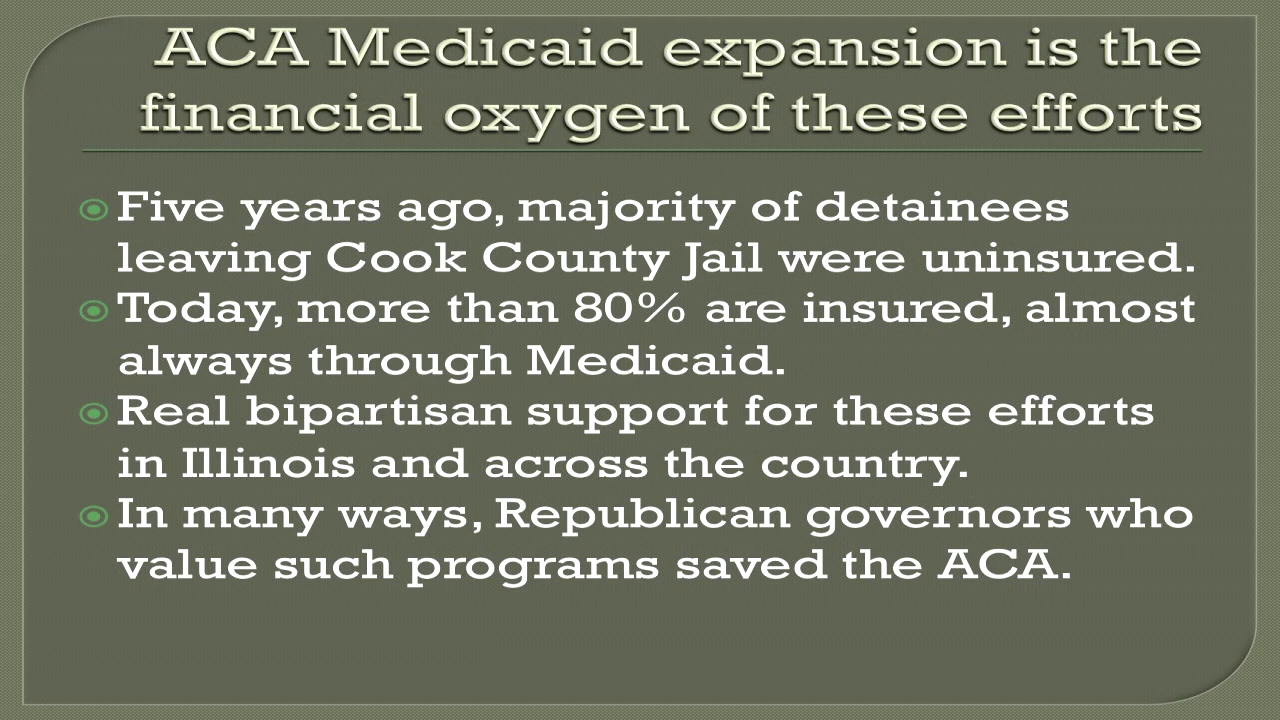 ACA Medicaid expansion is the
financial oxygen of these efforts
Five years ago, majority of detainees
leaving Cook County Jail were uninsured.
Today, more than 80% are insured, almost
always through Medicaid.
Real bipartisan support for these efforts
in Illinois and across the country.
In many ways, Republican governors who
value such programs saved the ACA.